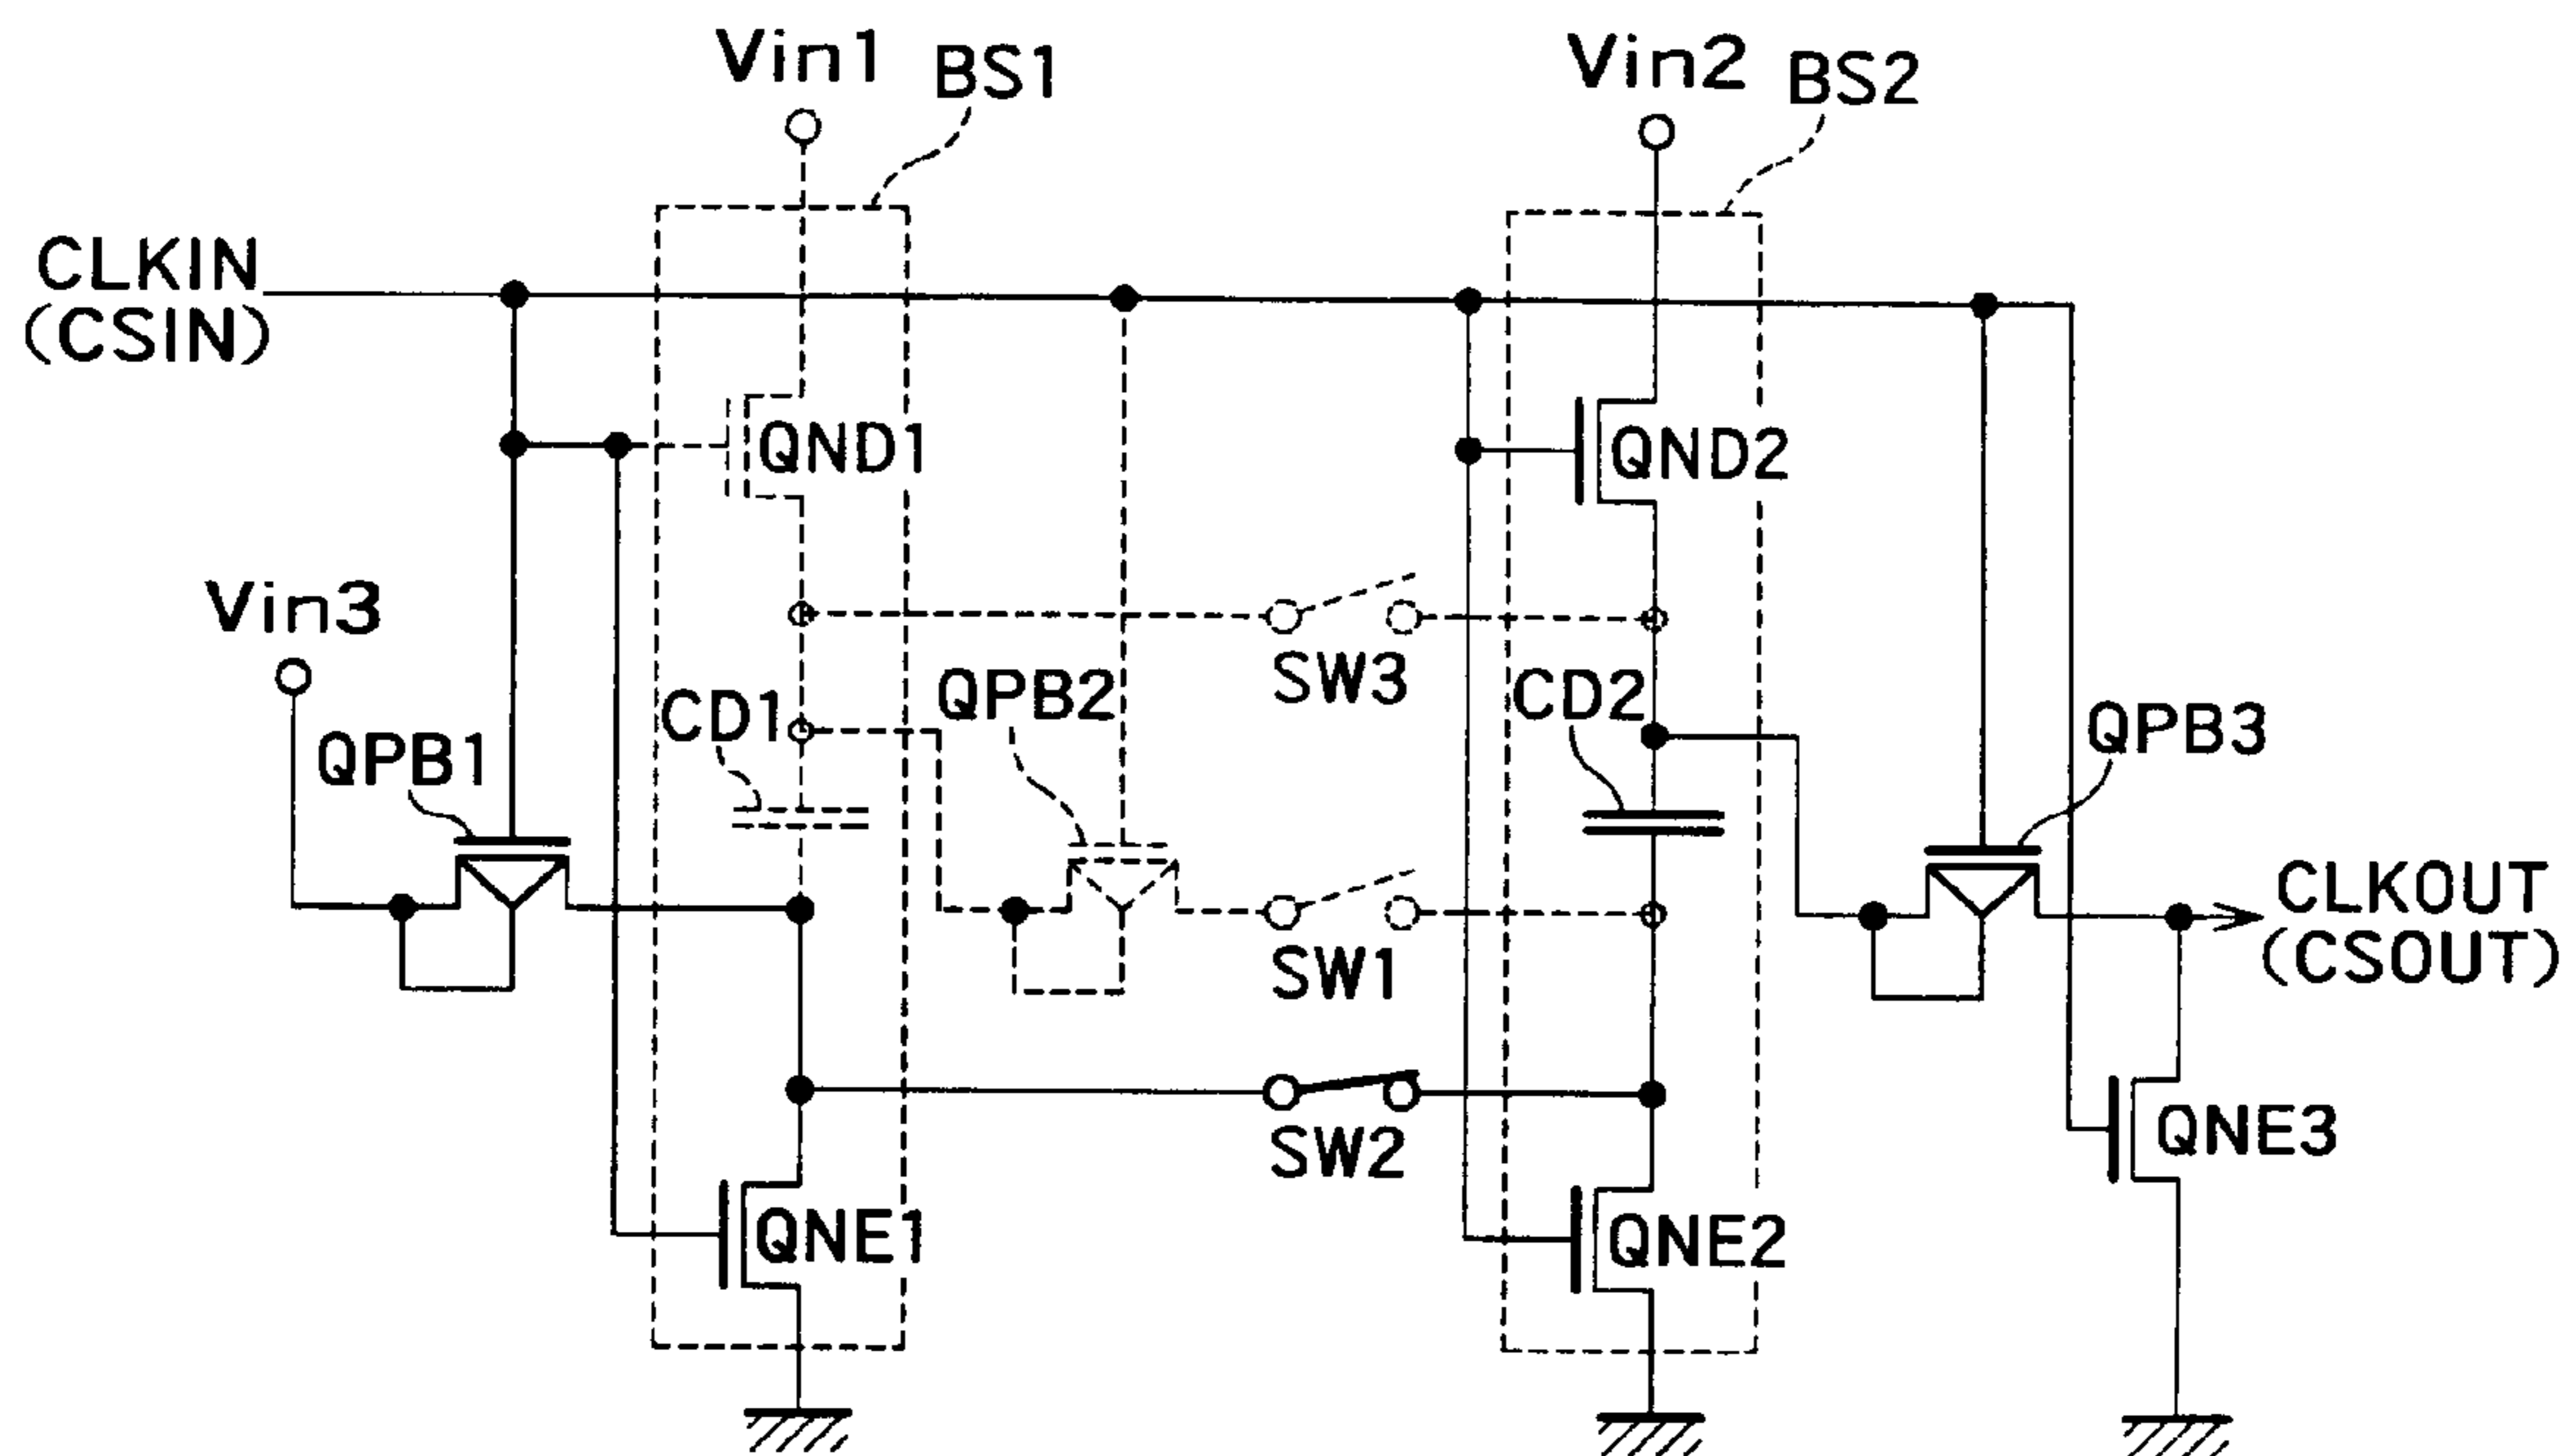 Vin1
BS1
Vin2
BS2
CLKIN
(CSIN)
QND1
QND2
Vin3
SW3
QPB1
CD1
QPB2
CD2
QPB3
CLKOUT
(CSOUT)
SW1
SW2
QNE1
QNE2
QNE3